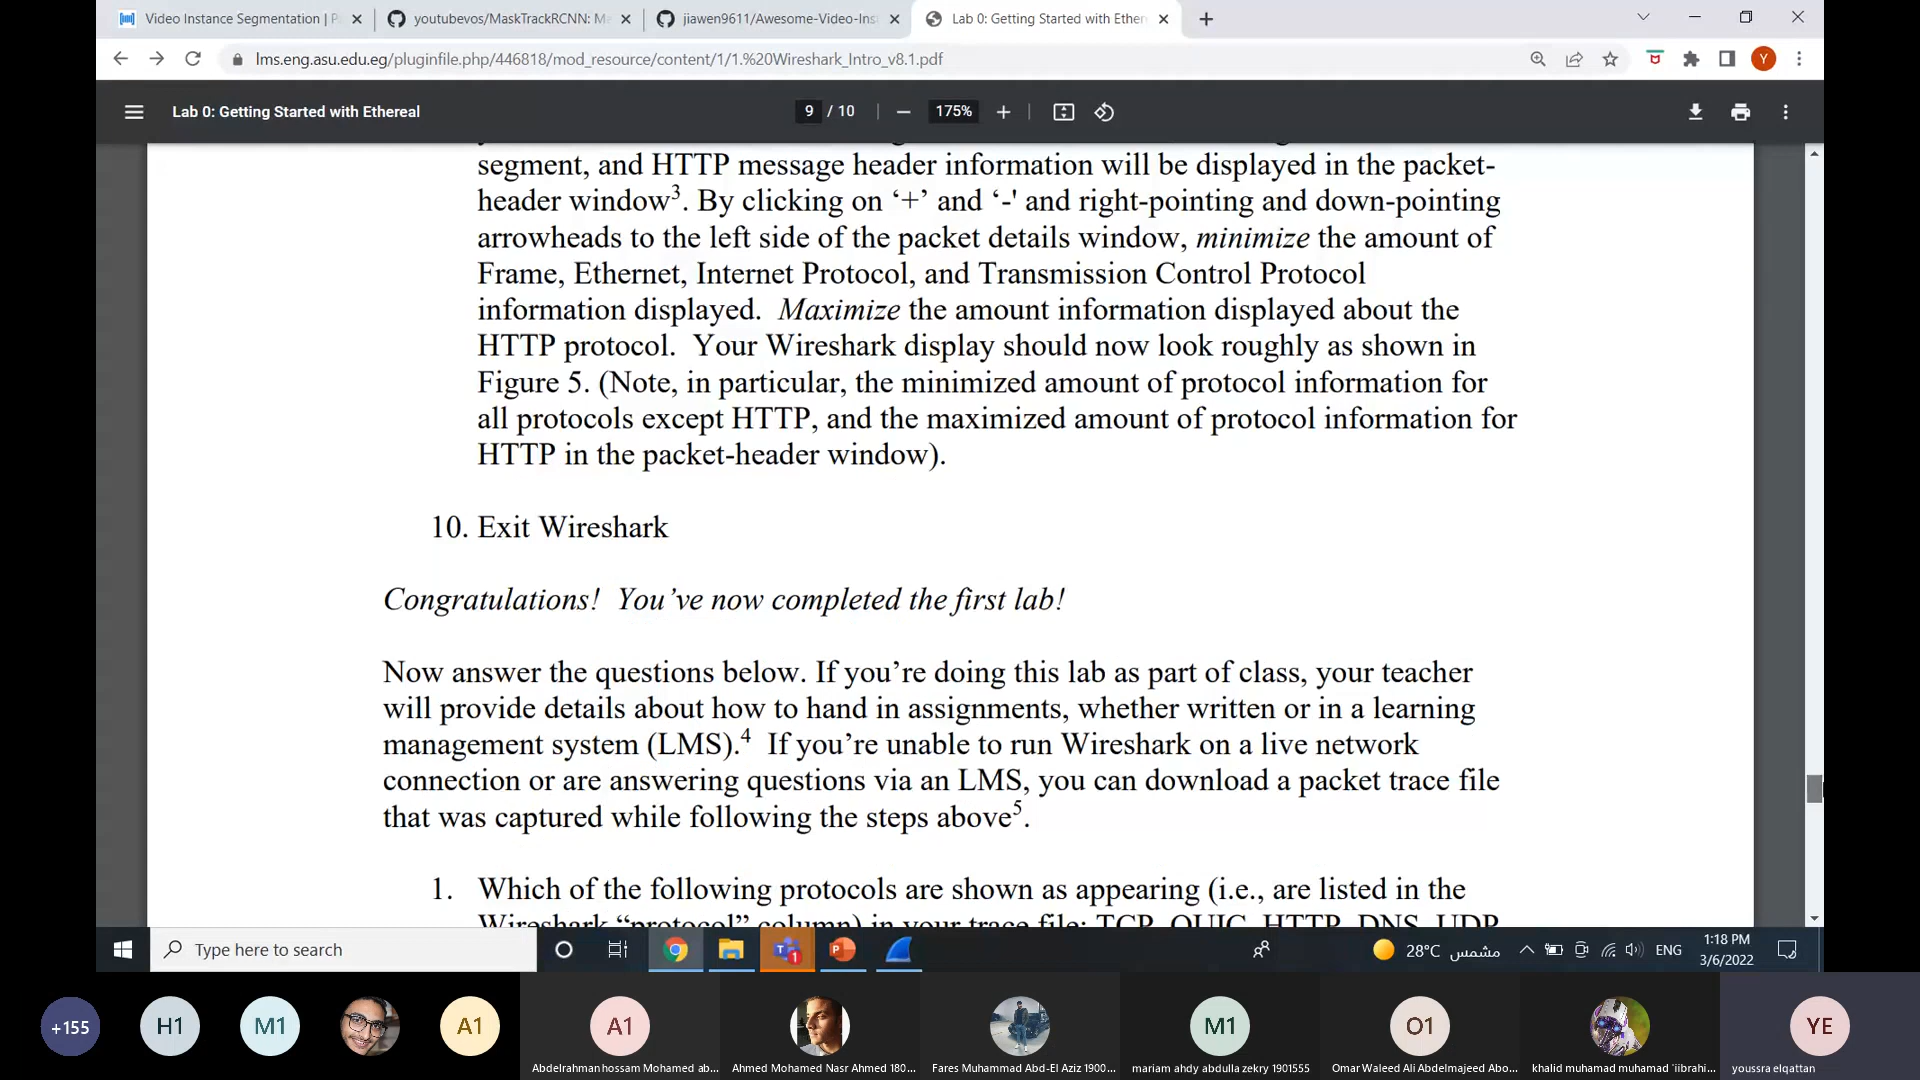 Video Instance Segmentation | P
youtubevos/MaskTrackRCNN: M
jiawen9611/Awesome-Video-Ins
Lab 0: Getting Started with Ether
lms.eng.asu.edu.eg/pluginfile.php/446818/mod_resource/content/1/1.%20Wireshark_Intro_v8.1.pdf
Y
Lab 0: Getting Started with Ethereal
9 / 10
175%
segment, and HTTP message header information will be displayed in the packet-
header window3. By clicking on ‘+’ and ‘-' and right-pointing and down-pointing
arrowheads to the left side of the packet details window, minimize the amount of
Frame, Ethernet, Internet Protocol, and Transmission Control Protocol
information displayed. Maximize the amount information displayed about the
HTTP protocol. Your Wireshark display should now look roughly as shown in
Figure 5. (Note, in particular, the minimized amount of protocol information for
all protocols except HTTP, and the maximized amount of protocol information for
HTTP in the packet-header window).
10. Exit Wireshark
Congratulations! You’ve now completed the first lab!
Now answer the questions below. If you’re doing this lab as part of class, your teacher
will provide details about how to hand in assignments, whether written or in a learning
management system (LMS).4 If you’re unable to run Wireshark on a live network
connection or are answering questions via an LMS, you can download a packet trace file
that was captured while following the steps above5.
1. Which of the following protocols are shown as appearing (i.e., are listed in the
Wireshark “protocol” column) in your trace file: TCP, QUIC, HTTP, DNS, UDP
Type here to search
1
28°C مشمس
ENG
1:18 PM
3/6/2022
+155
H1
M1
A1
A1
M1
O1
YE
Abdelrahman hossam Mohamed ab...
Ahmed Mohamed Nasr Ahmed 180...
Fares Muhammad Abd-El Aziz 1900...
mariam ahdy abdulla zekry 1901555
Omar Waleed Ali Abdelmajeed Abo...
khalid muhamad muhamad `iibrahi...
youssra elqattan